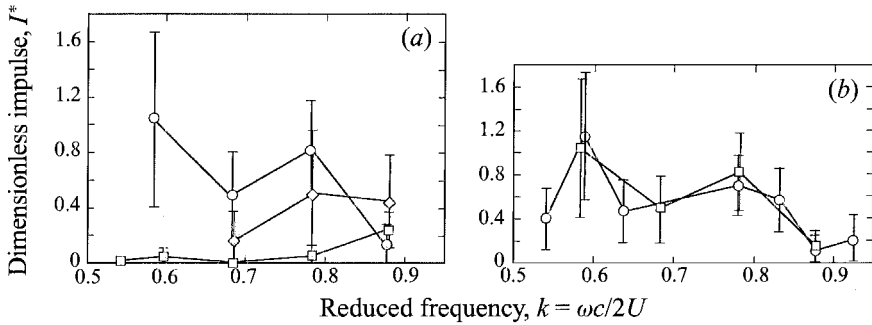 Dimensionless impulse, I*
1.6
1.2
0.8
0.4
0
(a)
0.5 0.6 0.7 0.8 0.9
1.6
1.2
0.8
0.4
0
(b)
0.5 0.6 0.7 0.8 0.9
Reduced frequency, k = ωc/2U